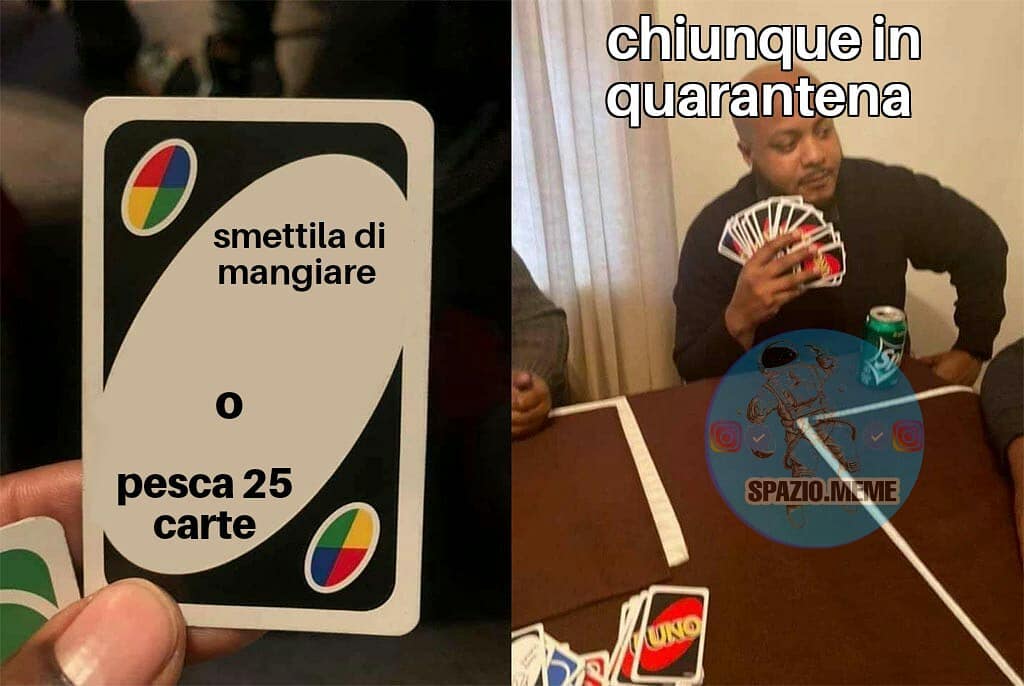 smettila di
mangiare
o
pesca 25
carte
chiunque in
quarantena
SPAZIO.MEME
UNO